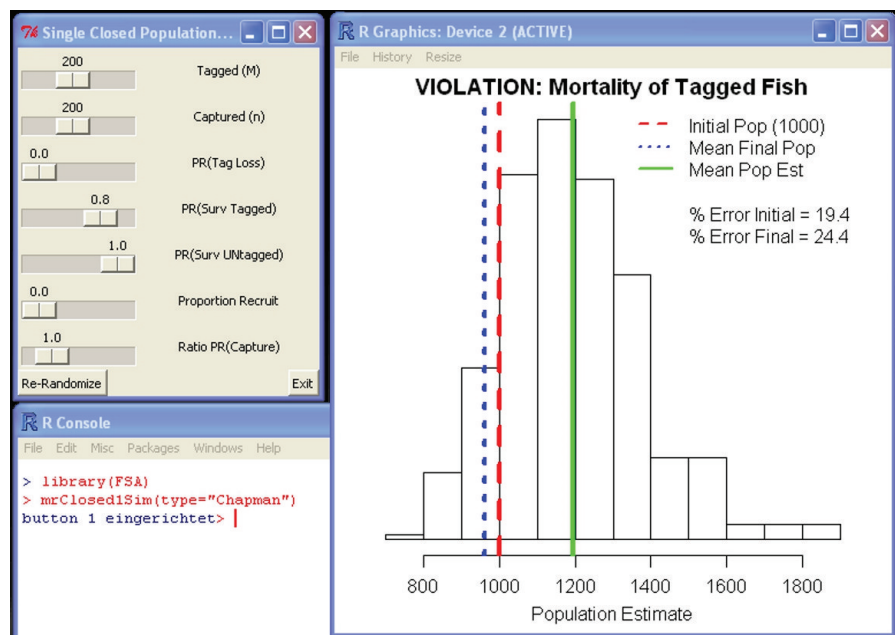 Single Closed Population...
200
Tagged (M)
200
Captured (n)
0.0
PR(Tag Loss)
0.8
PR(Surv Tagged)
1.0
PR(Surv UNtagged)
0.0
Proportion Recruit
1.0
Ratio PR(Capture)
Re-Randomize Exit
R Console
File Edit Misc Packages Windows Help
> library(FSA)
> mrClosed1Sim(type="Chapman")
button 1 eingerichtet>
R Graphics: Device 2 (ACTIVE)
File History Resize
VIOLATION: Mortality of Tagged Fish
Initial Pop (1000)
Mean Final Pop
Mean Pop Est
% Error Initial = 19.4
% Error Final = 24.4
800 1000 1200 1400 1600 1800
Population Estimate